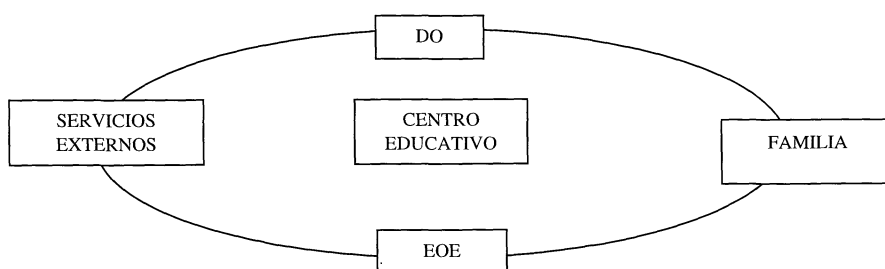 DO
SERVICIOS
EXTERNOS
CENTRO
EDUCATIVO
FAMILIA
EOE